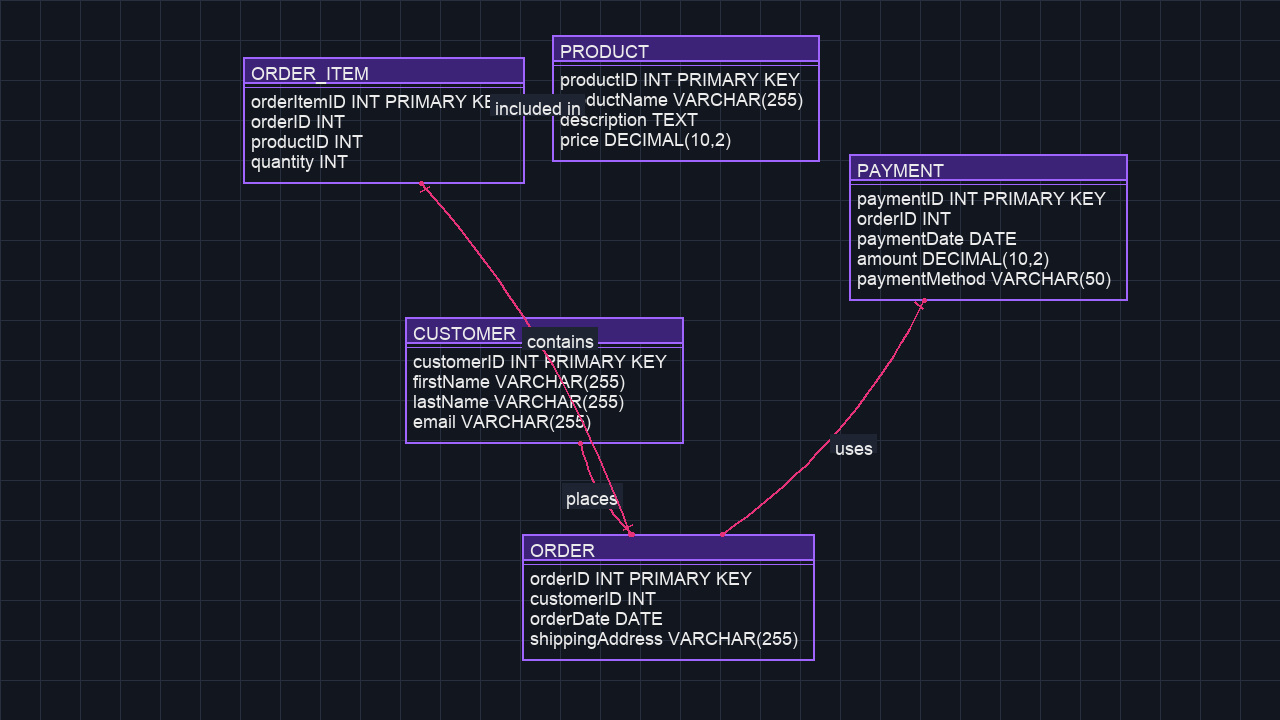 PRODUCT
productID INT PRIMARY KEY
ductName VARCHAR(255)
description TEXT
price DECIMAL(10,2)
ORDER_ITEM
orderItemID INT PRIMARY KE
orderID INT
productID INT
quantity INT
included in
PAYMENT
paymentID INT PRIMARY KEY
orderID INT
paymentDate DATE
amount DECIMAL(10,2)
paymentMethod VARCHAR(50)
CUSTOMER
customerID INT PRIMARY KEY
firstName VARCHAR(255)
lastName VARCHAR(255)
email VARCHAR(255)
contains
uses
places
ORDER
orderID INT PRIMARY KEY
customerID INT
orderDate DATE
shippingAddress VARCHAR(255)